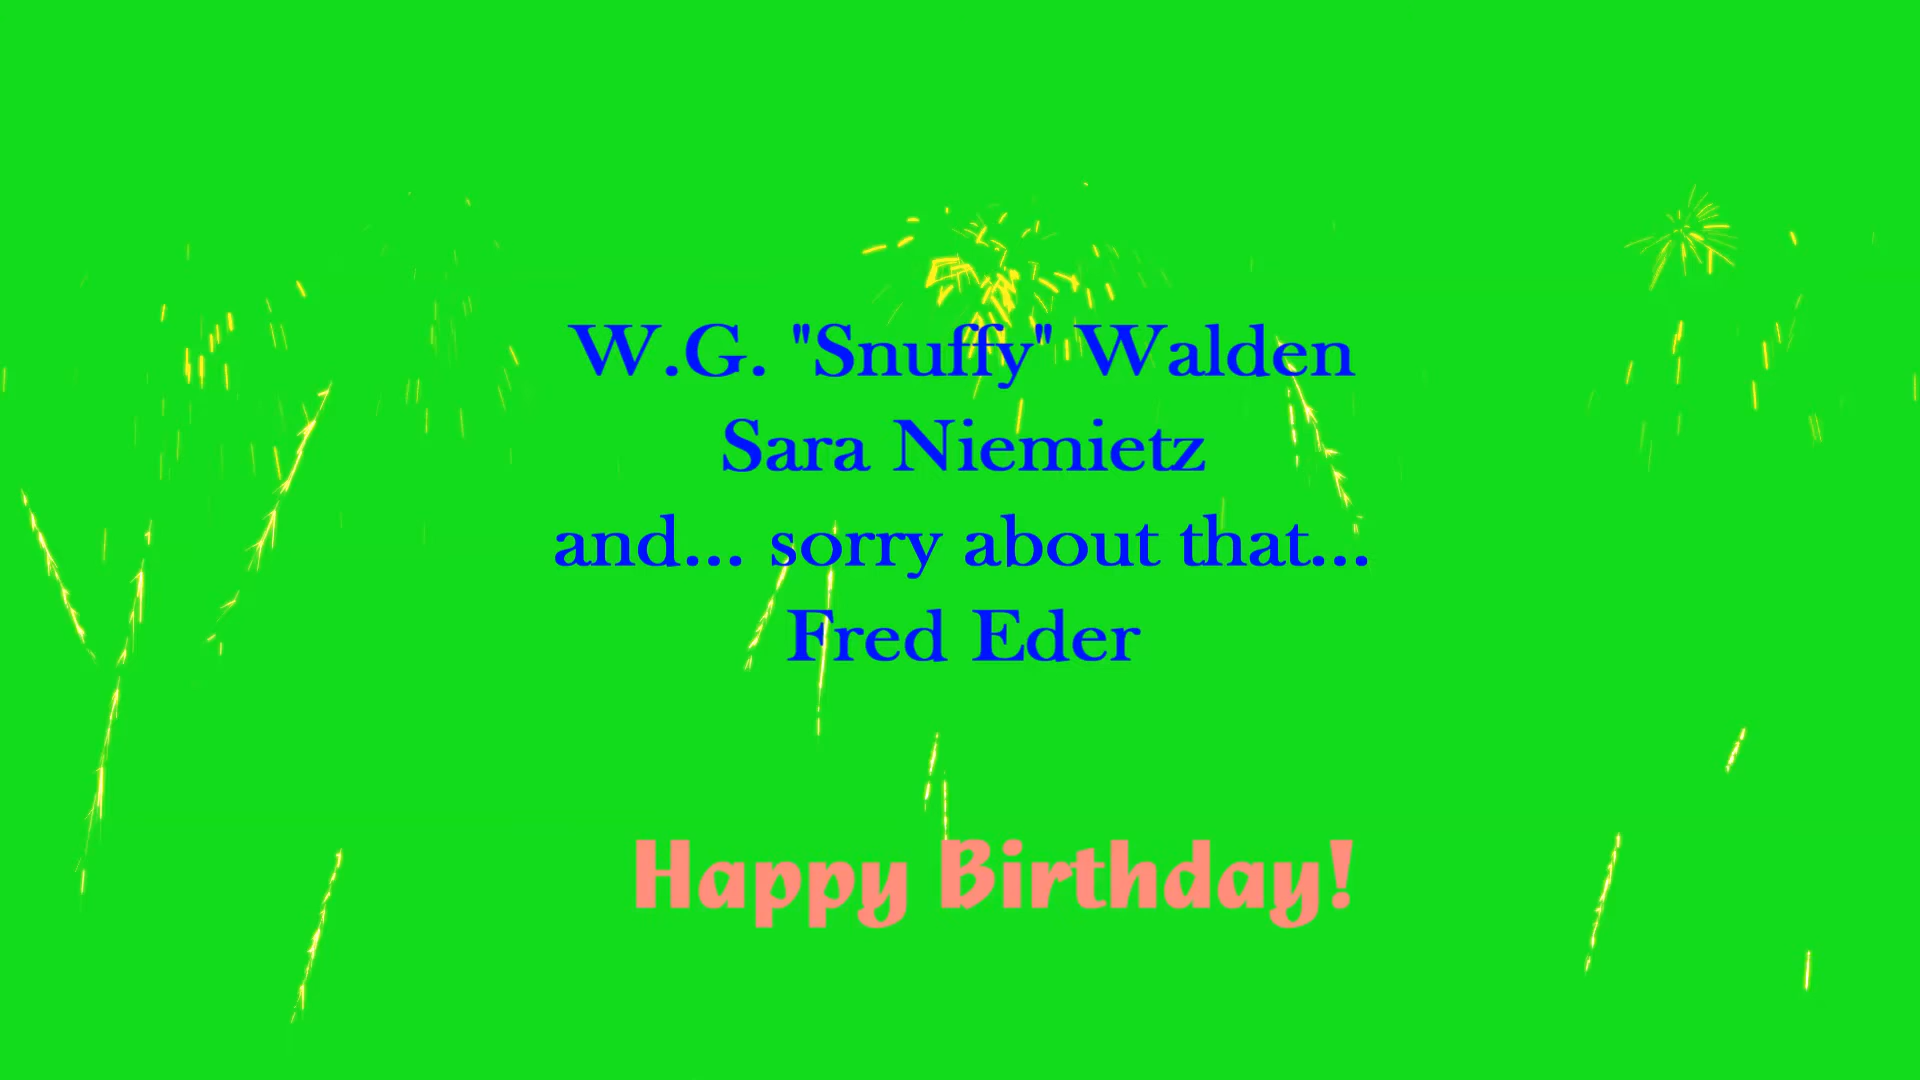 W.G. "Snuffy" Walden
Sara Niemietz
and... sorry about that...
Fred Eder
Happy Birthday!